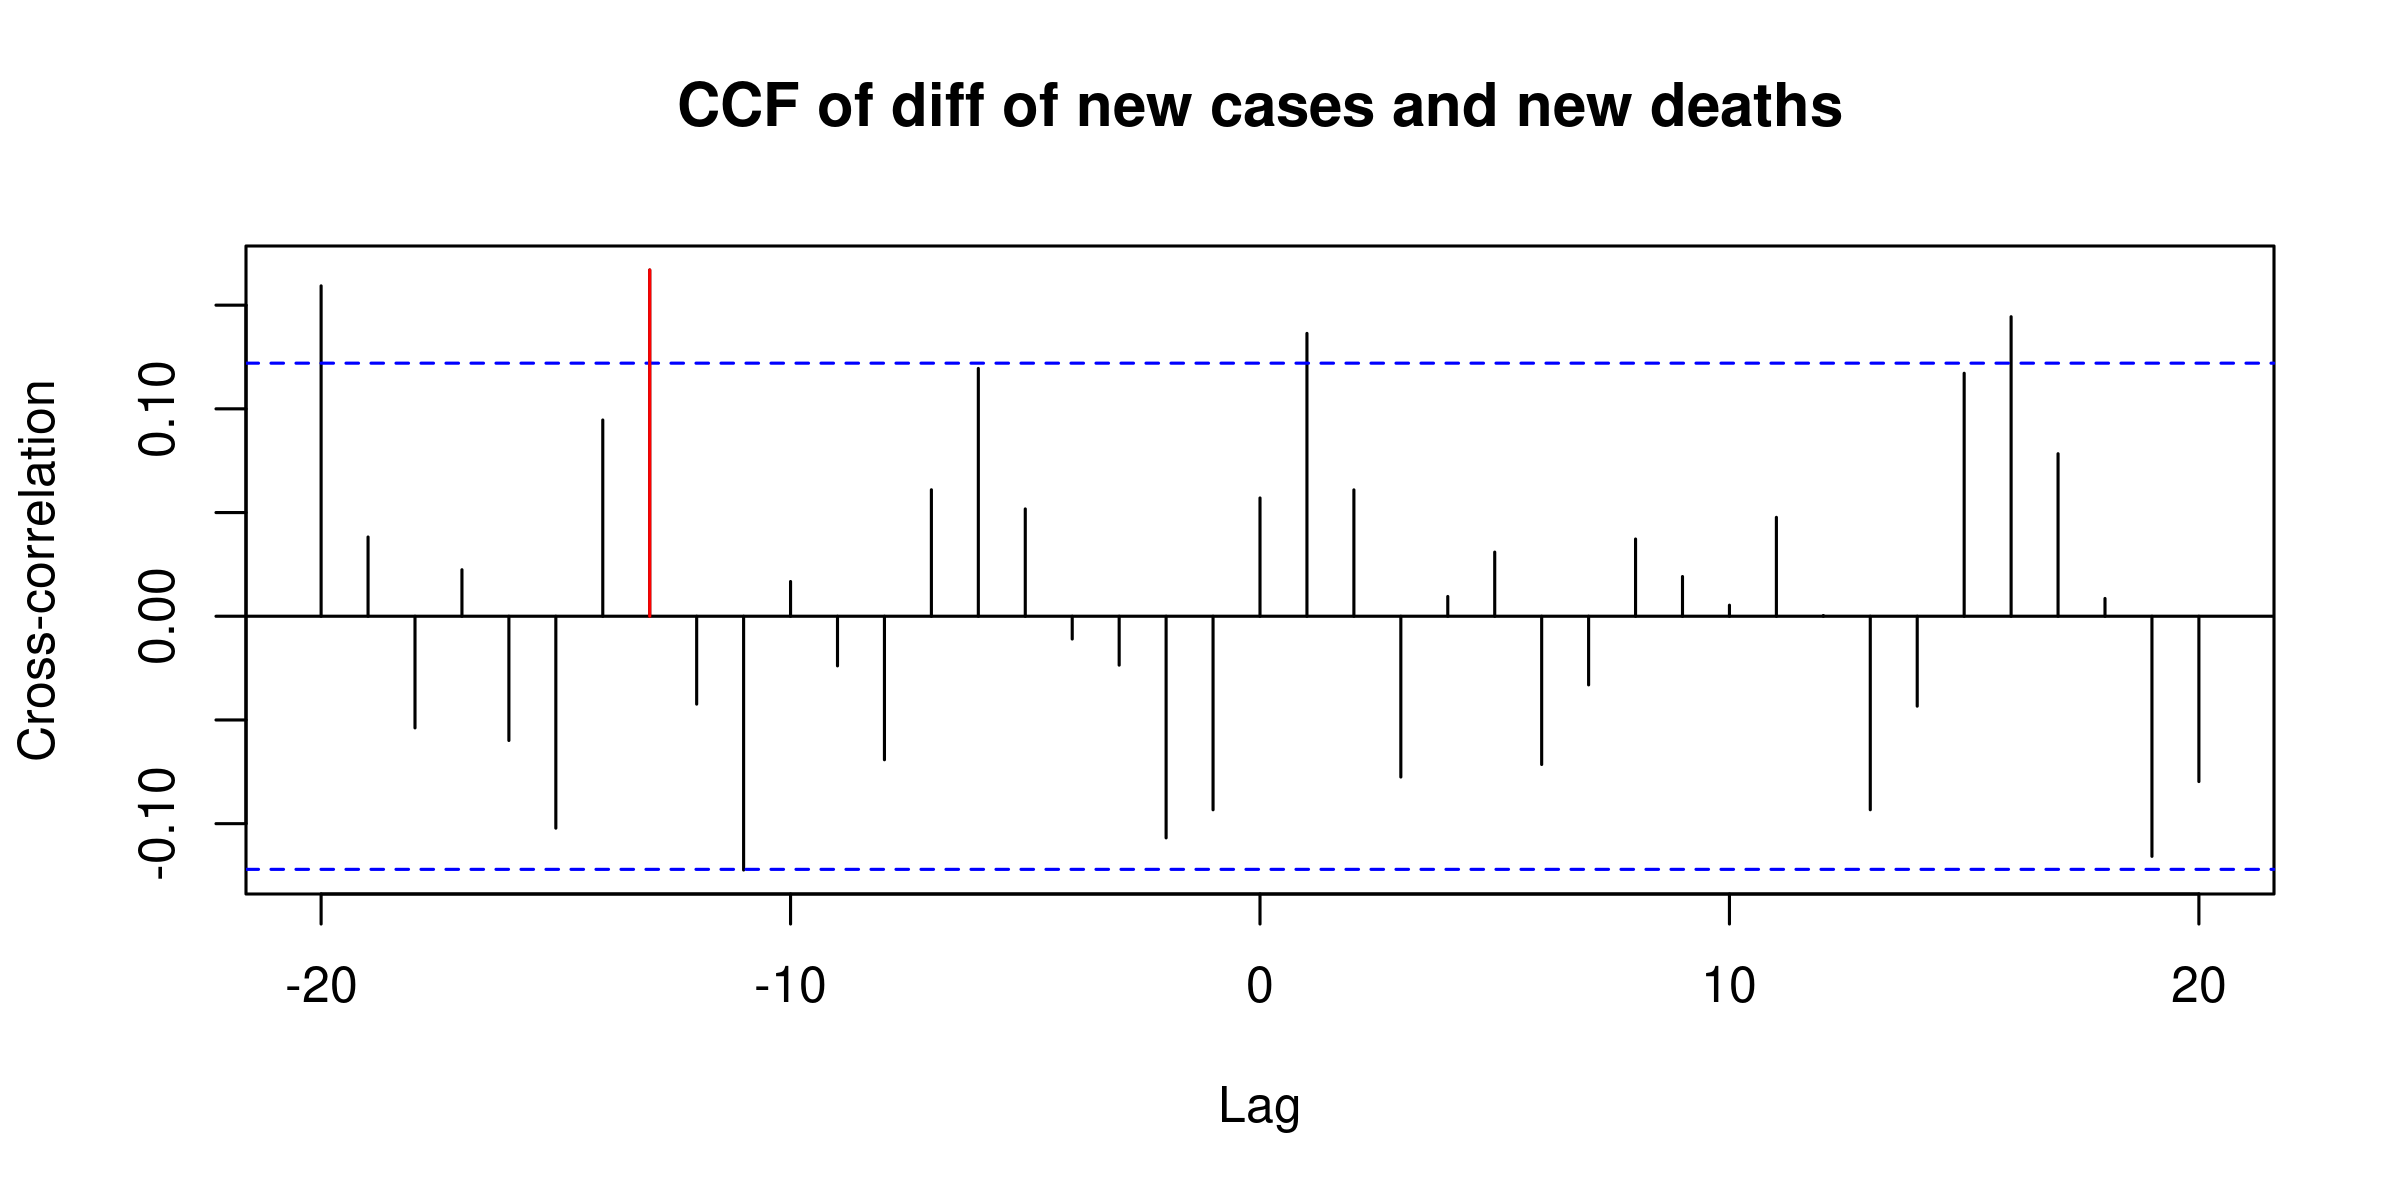 CCF of diff of new cases and new deaths
Cross-correlation
0.10
0.00
-0.10
-20
-10
0
10
20
Lag